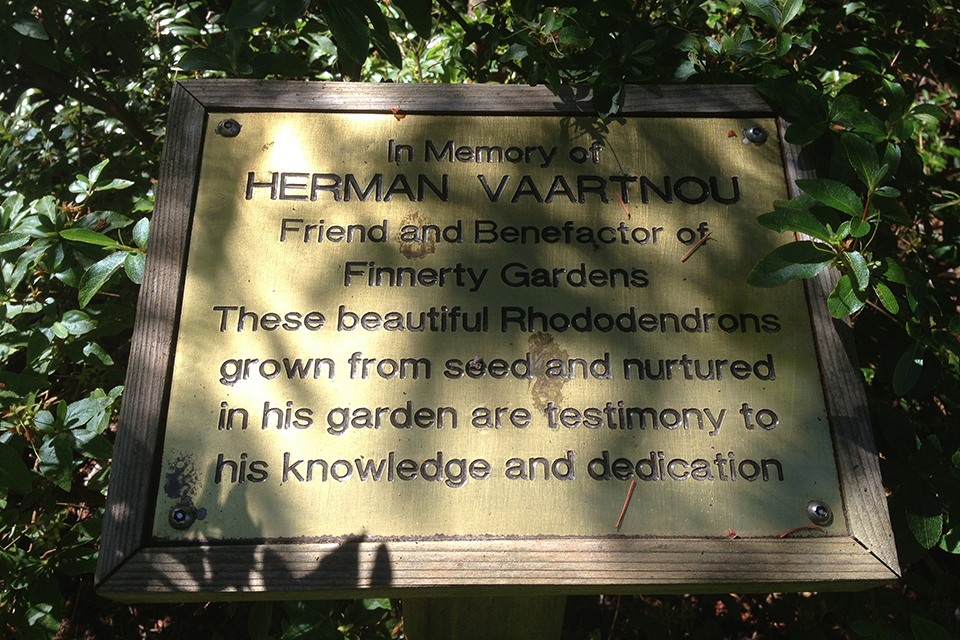 In Memory of
HERMAN VAARTNOU
Friend and Benefactor of
Finnerty Gardens
These beautiful Rhododendrons
grown from seed and nurtured
in his garden are testimony to
his knowledge and dedication